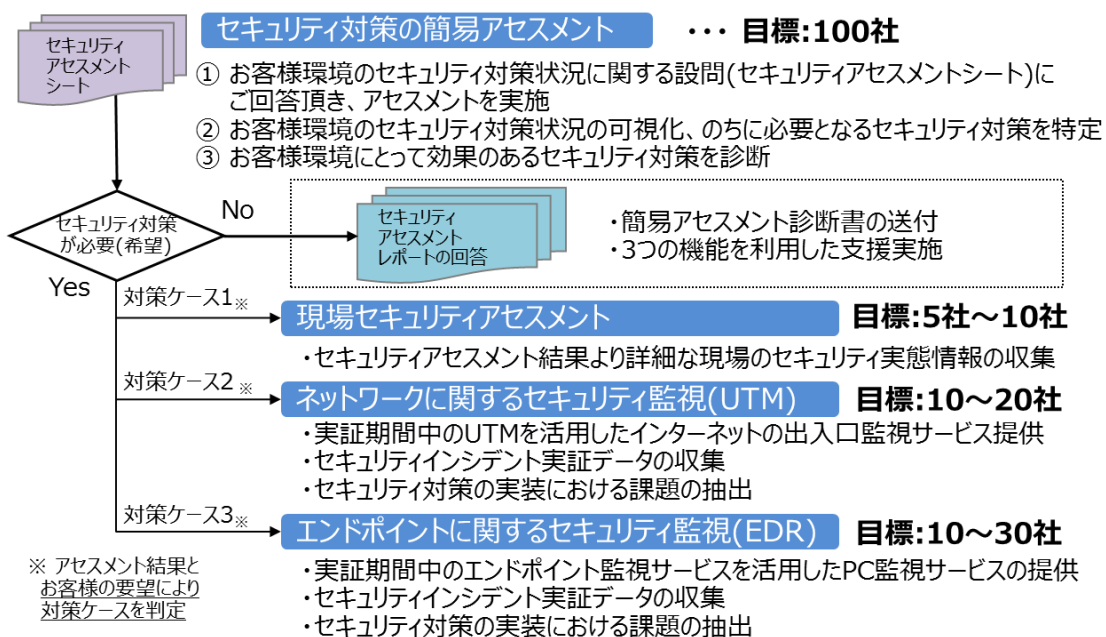 セキュリティ
アセスメント
シート
セキュリティ対策の簡易アセスメント ・・・ 目標:100社
① お客様環境のセキュリティ対策状況に関する設問(セキュリティアセスメントシート)に
ご回答頂き、アセスメントを実施
② お客様環境のセキュリティ対策状況の可視化、のちに必要となるセキュリティ対策を特定
③ お客様環境にとって効果のあるセキュリティ対策を診断
セキュリティ対策
が必要(希望)
No
セキュリティ
アセスメント
レポートの回答
・簡易アセスメント診断書の送付
・3つの機能を利用した支援実施
Yes
対策ケース1※
現場セキュリティアセスメント 目標:5社～10社
・セキュリティアセスメント結果より詳細な現場のセキュリティ実態情報の収集
対策ケース2 ※
ネットワークに関するセキュリティ監視(UTM) 目標:10～20社
・実証期間中のUTMを活用したインターネットの出入口監視サービス提供
・セキュリティインシデント実証データの収集
・セキュリティ対策の実装における課題の抽出
対策ケース3※
エンドポイントに関するセキュリティ監視(EDR) 目標:10～30社
・実証期間中のエンドポイント監視サービスを活用したPC監視サービスの提供
・セキュリティインシデント実証データの収集
・セキュリティ対策の実装における課題の抽出
※ アセスメント結果と
お客様の要望により
対策ケースを判定